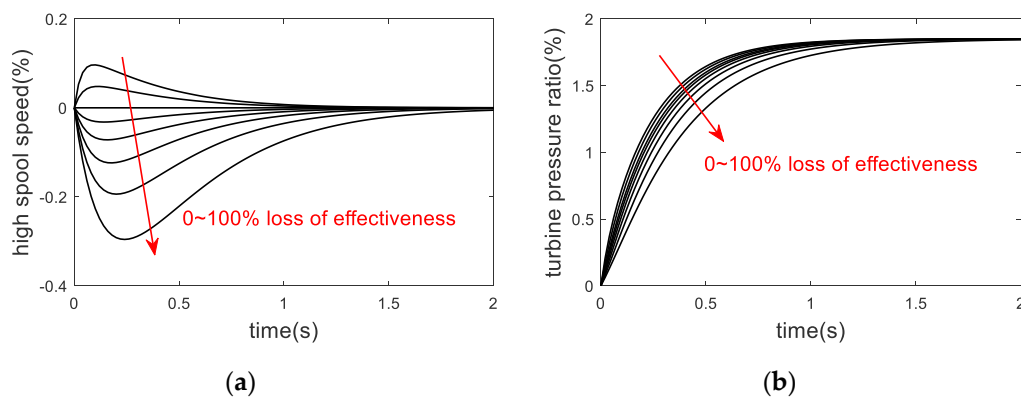 0.2
0
-0.2
-0.4
high spool speed(%)
0~100% loss of effectiveness
0 0.5 1 1.5 2
time(s)
(a)
2
1.5
1
0.5
0
turbine pressure ratio(%)
0~100% loss of effectiveness
0 0.5 1 1.5 2
time(s)
(b)